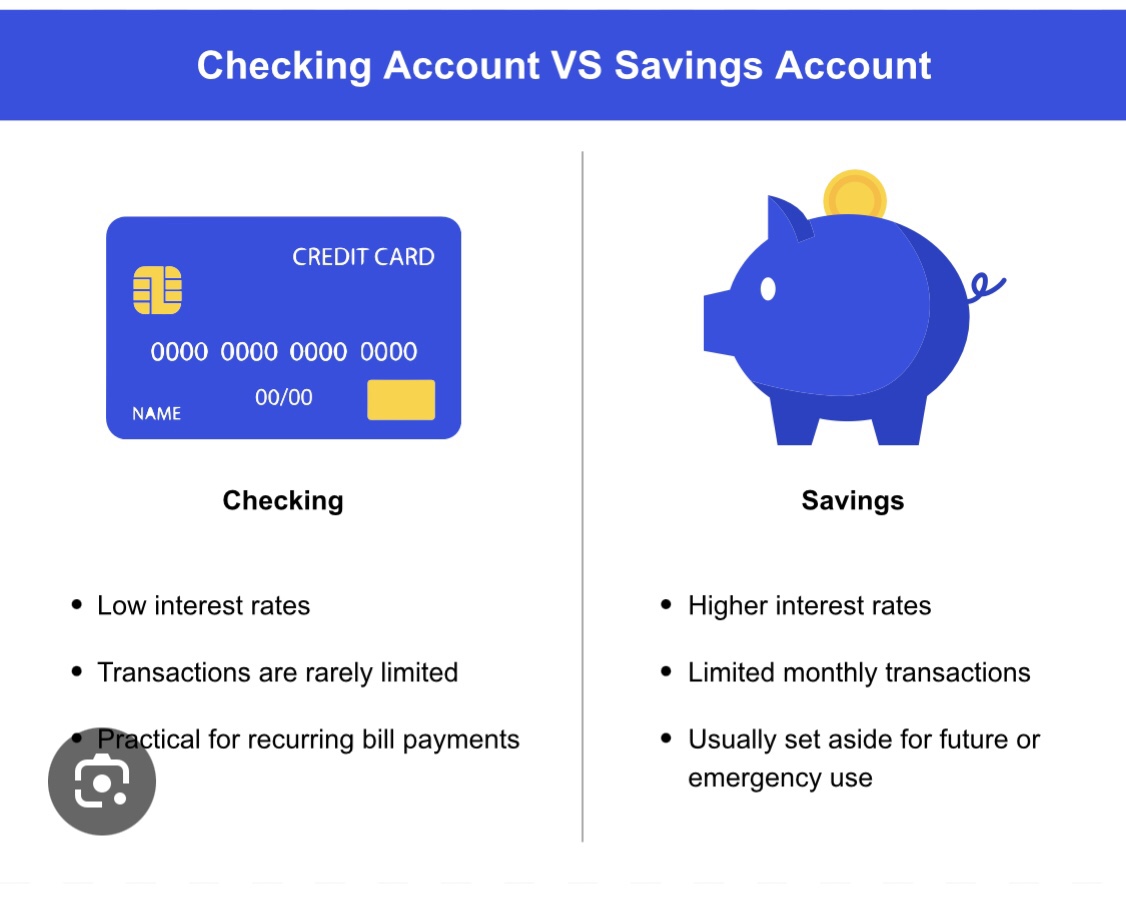 Checking Account VS Savings Account
CREDIT CARD
0000 0000 0000 0000
00/00
NAME
Checking
• Low interest rates
• Transactions are rarely limited
• Practical for recurring bill payments
Savings
• Higher interest rates
• Limited monthly transactions
• Usually set aside for future or
emergency use